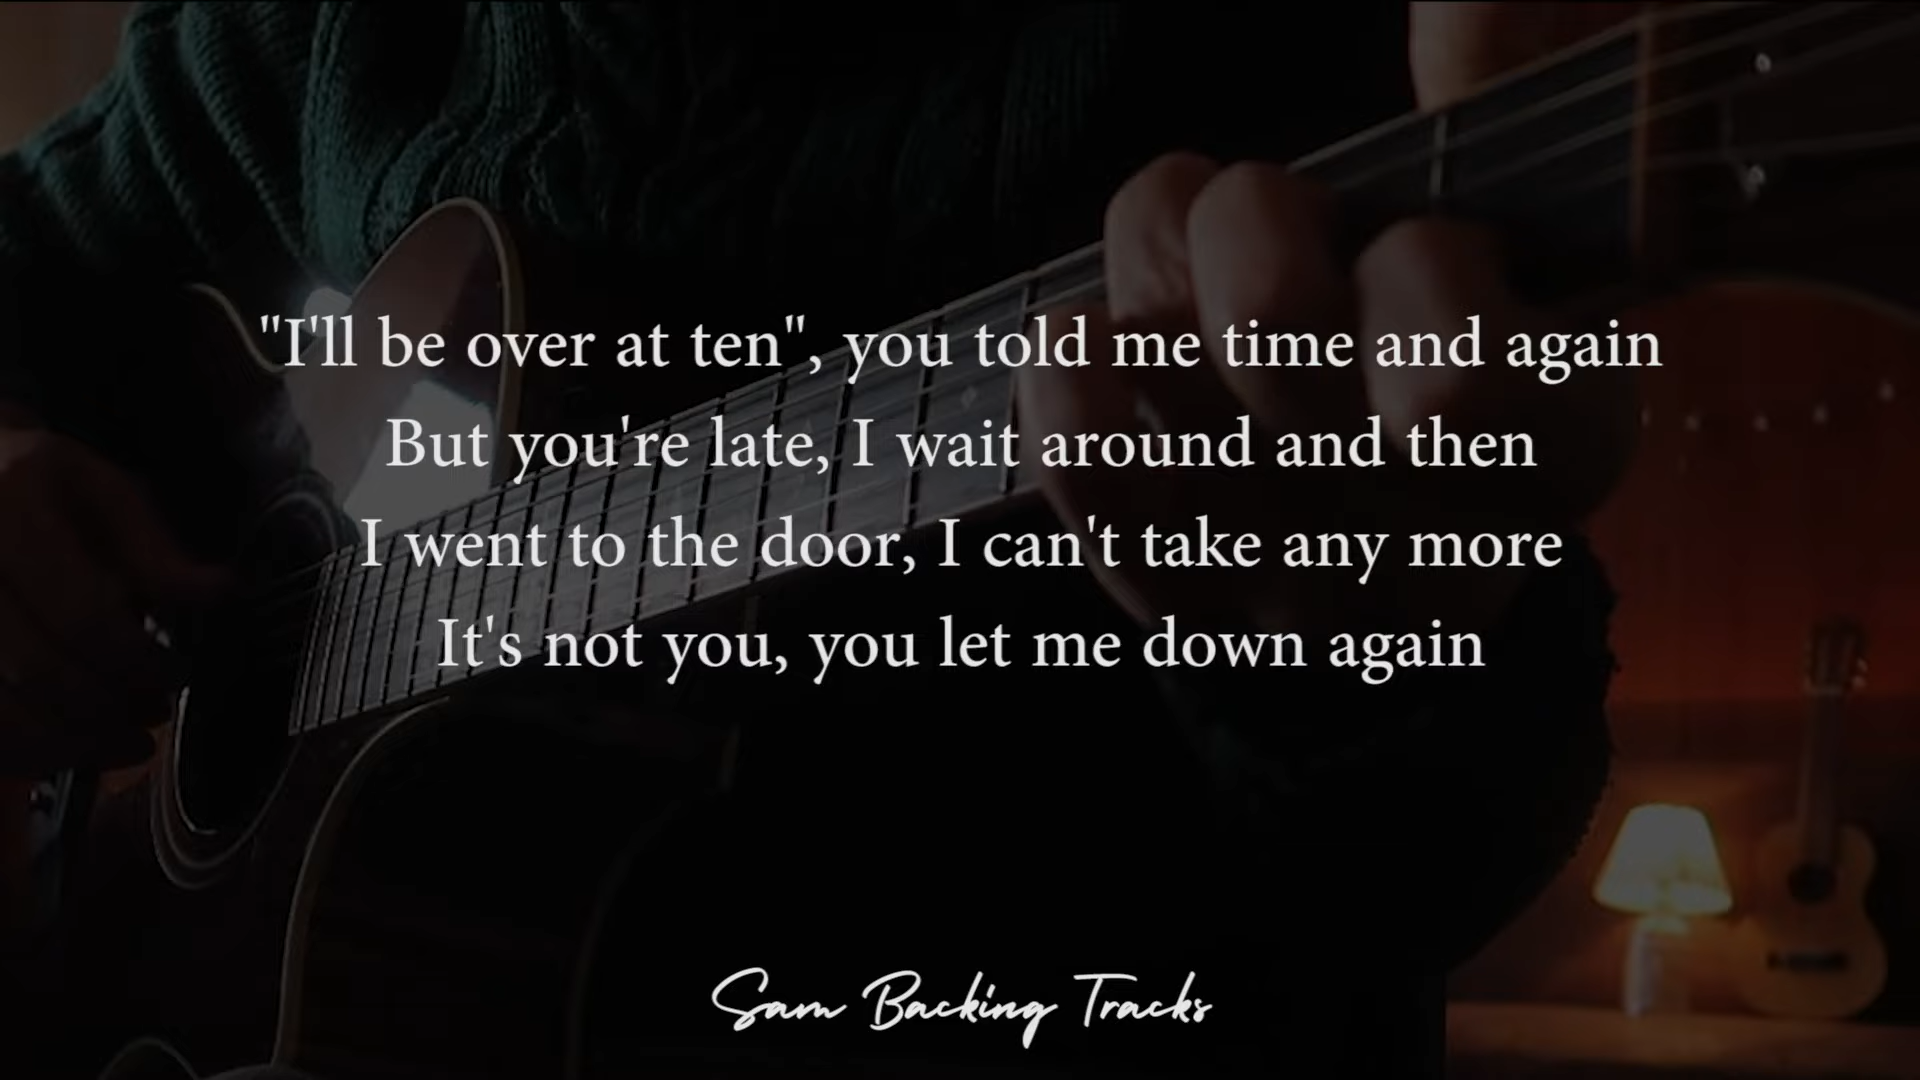 "I'll be over at ten", you told me time and again
But you're late, I wait around and then
I went to the door, I can't take any more
It's not you, you let me down again
Sam Backing Tracks